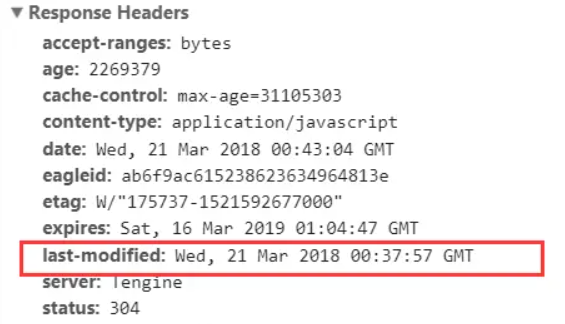 ▼ Response Headers
accept-ranges: bytes
age: 2269379
cache-control: max-age=31105303
content-type: application/javascript
date: Wed, 21 Mar 2018 00:43:04 GMT
eagleid: ab6f9ac615238623634964813e
etag: W/"175737-1521592677000"
expires: Sat, 16 Mar 2019 01:04:47 GMT
last-modified: Wed, 21 Mar 2018 00:37:57 GMT
server: Tengine
status: 304